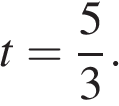 t = 5/3.